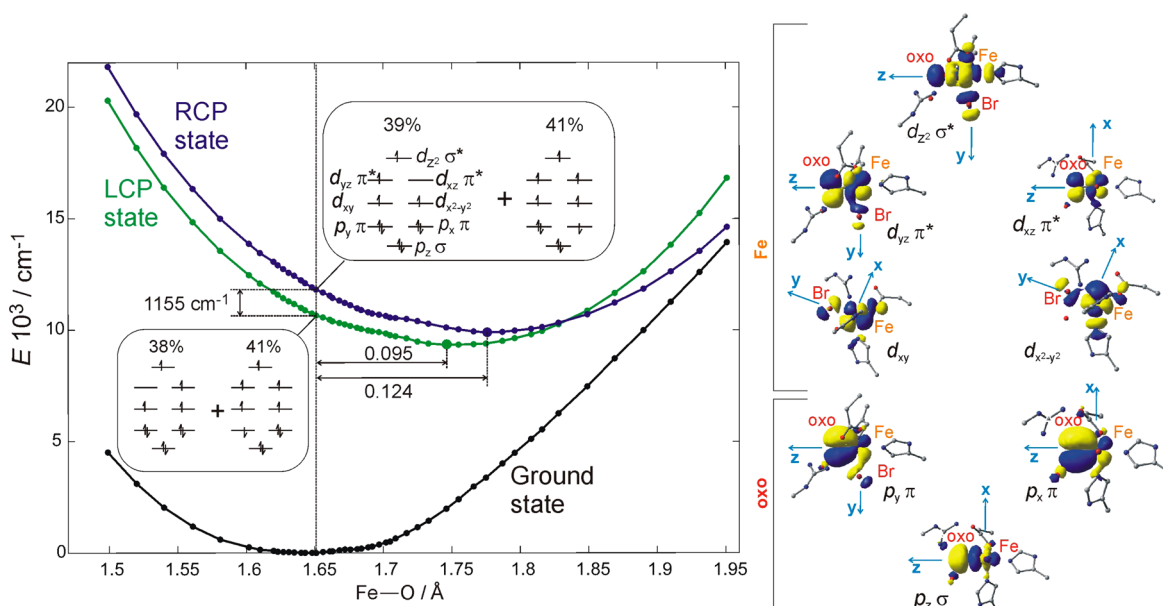 E 10³ / cm⁻¹
20
15
10
5
0
1.5
1.55
1.6
1.65
1.7
1.75
1.8
1.85
1.9
1.95
Fe—O / Å
RCP
state
LCP
state
Ground
state
1155 cm⁻¹
0.095
0.124
39%
41%
d_z² σ*
d_yz π*
d_xz π*
d_xy
d_x²-y²
p_y π
p_x π
p_z σ
+
38%
41%
+
Fe
oxo
Fe
z
Br
d_z² σ*
y
oxo
Fe
z
Br
d_yz π*
y
x
oxo
Fe
z
d_xz π*
x
y
Br
Fe
d_xy
x
y
Br
Fe
d_x²-y²
oxo
oxo
Fe
z
Br
p_y π
y
x
oxo
Fe
z
p_x π
x
oxo
Fe
z
p_z σ